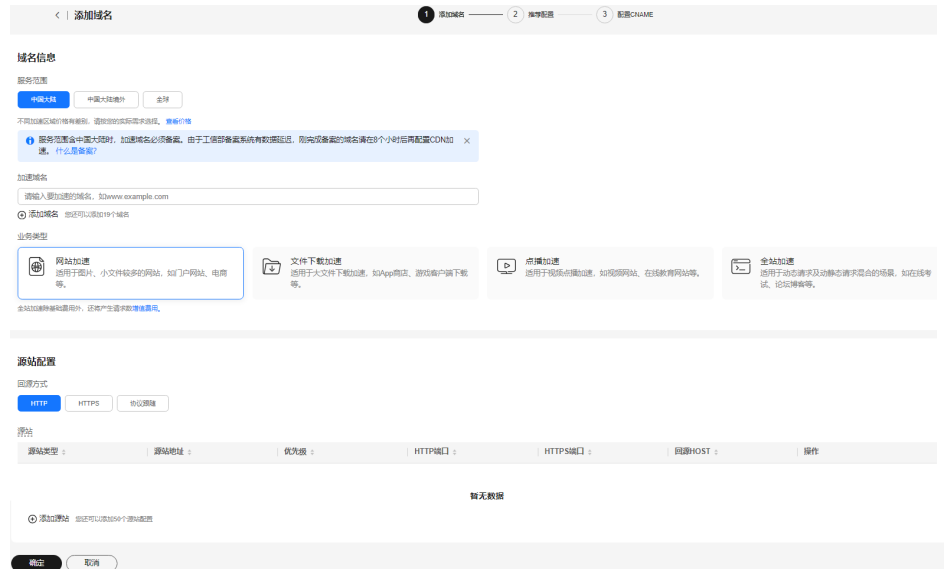 < | 添加域名
1 添加域名 2 推荐配置 3 配置CNAME
域名信息
服务范围
中国大陆 中国大陆境外 全球
不同加速区域价格有差别，请按您的实际需求选择。 查看价格
服务范围含中国大陆时，加速域名必须备案。由于工信部备案系统有数据延迟，刚完成备案的域名请在8个小时后再配置CDN加
速。 什么是备案?
加速域名
请输入要加速的域名，如www.example.com
添加域名 您还可以添加19个域名
业务类型
网站加速
适用于图片、小文件较多的网站，如门户网站、电商
等。
文件下载加速
适用于大文件下载加速，如App商店、游戏客户端下载
等。
点播加速
适用于视频点播加速，如视频网站、在线教育网站等。
全站加速
适用于动态请求及动静态请求混合的场景，如在线考
试、论坛博客等。
全站加速除基础费用外，还将产生请求数增值费用。
源站配置
回源方式
HTTP HTTPS 协议跟随
源站
源站类型 源站地址 优先级 HTTP端口 HTTPS端口 回源HOST 操作
暂无数据
添加源站 您还可以添加50个源站配置
确定 取消